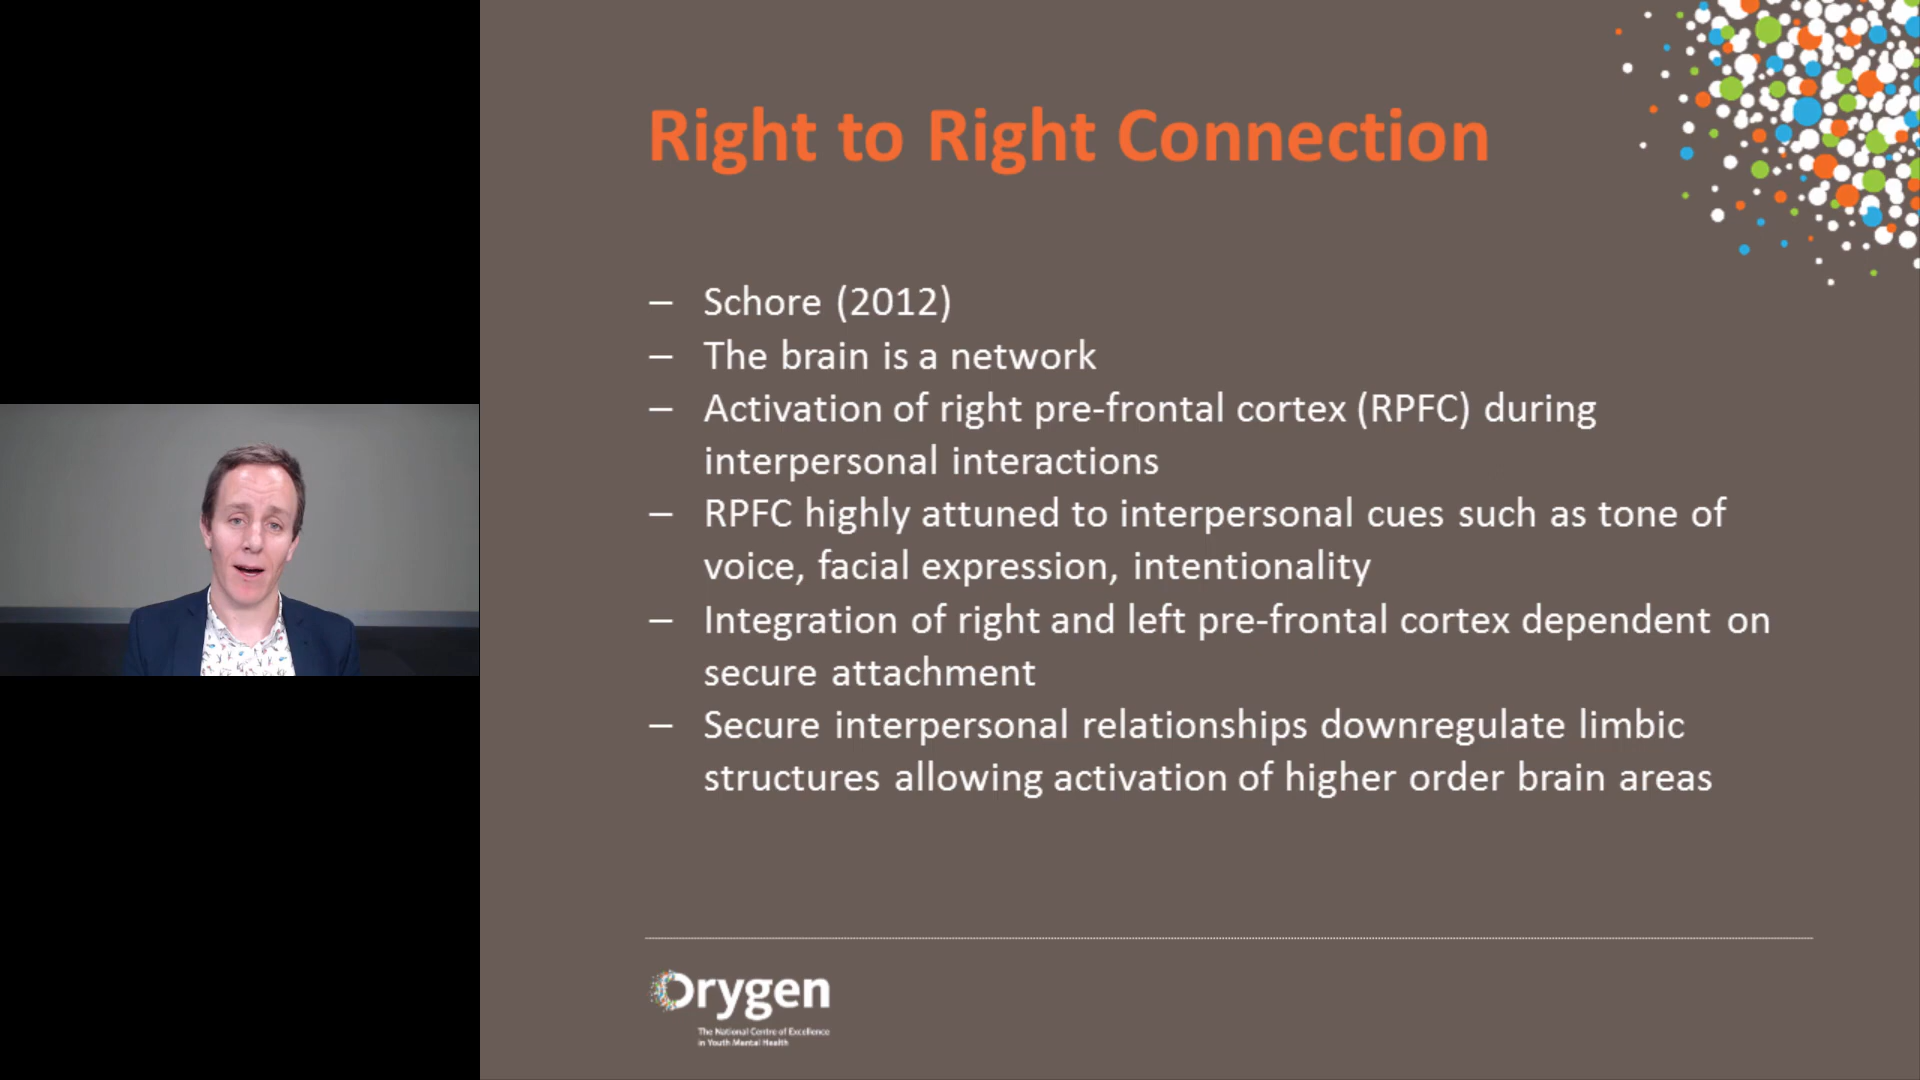 Right to Right Connection
– Schore (2012)
– The brain is a network
– Activation of right pre-frontal cortex (RPFC) during
interpersonal interactions
– RPFC highly attuned to interpersonal cues such as tone of
voice, facial expression, intentionality
– Integration of right and left pre-frontal cortex dependent on
secure attachment
– Secure interpersonal relationships downregulate limbic
structures allowing activation of higher order brain areas
Orygen
The National Centre of Excellence
in Youth Mental Health